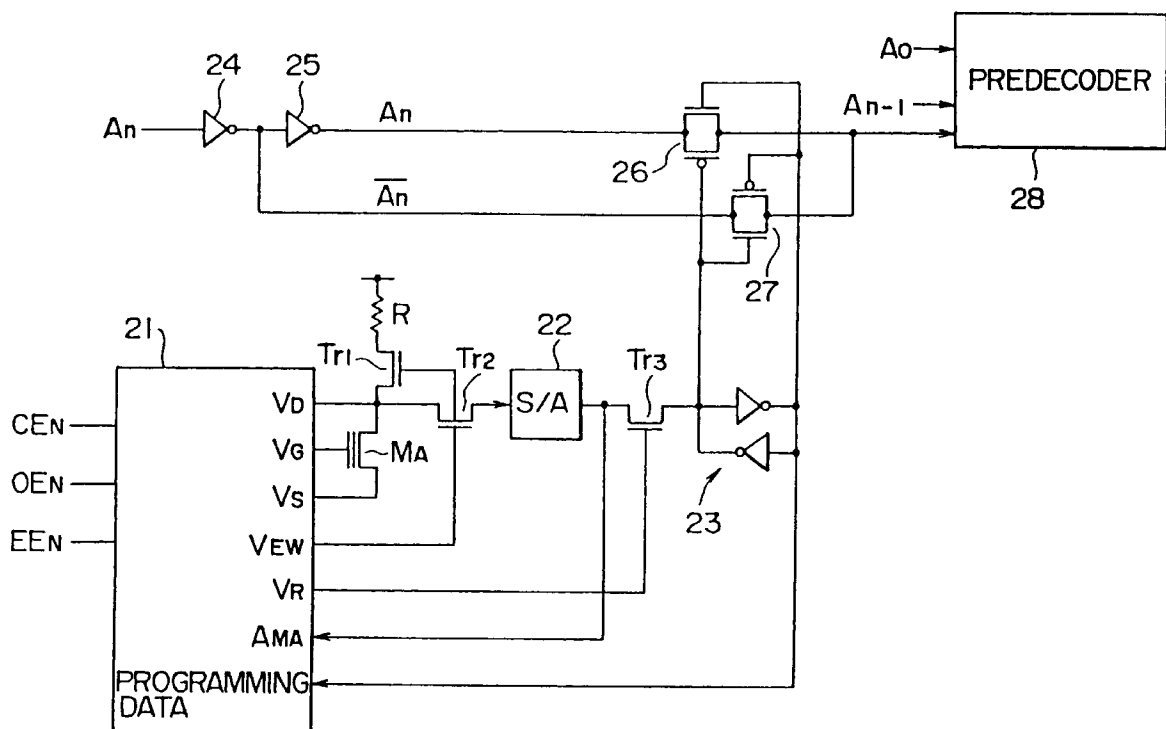 24
25
An
An
A̅n̅
26
27
Ao
An-1
PREDECODER
28
21
R
Tr1
Tr2
22
S/A
Tr3
23
CEN
OEN
EEN
VD
VG
VS
VEW
VR
AMA
PROGRAMMING
DATA
MA